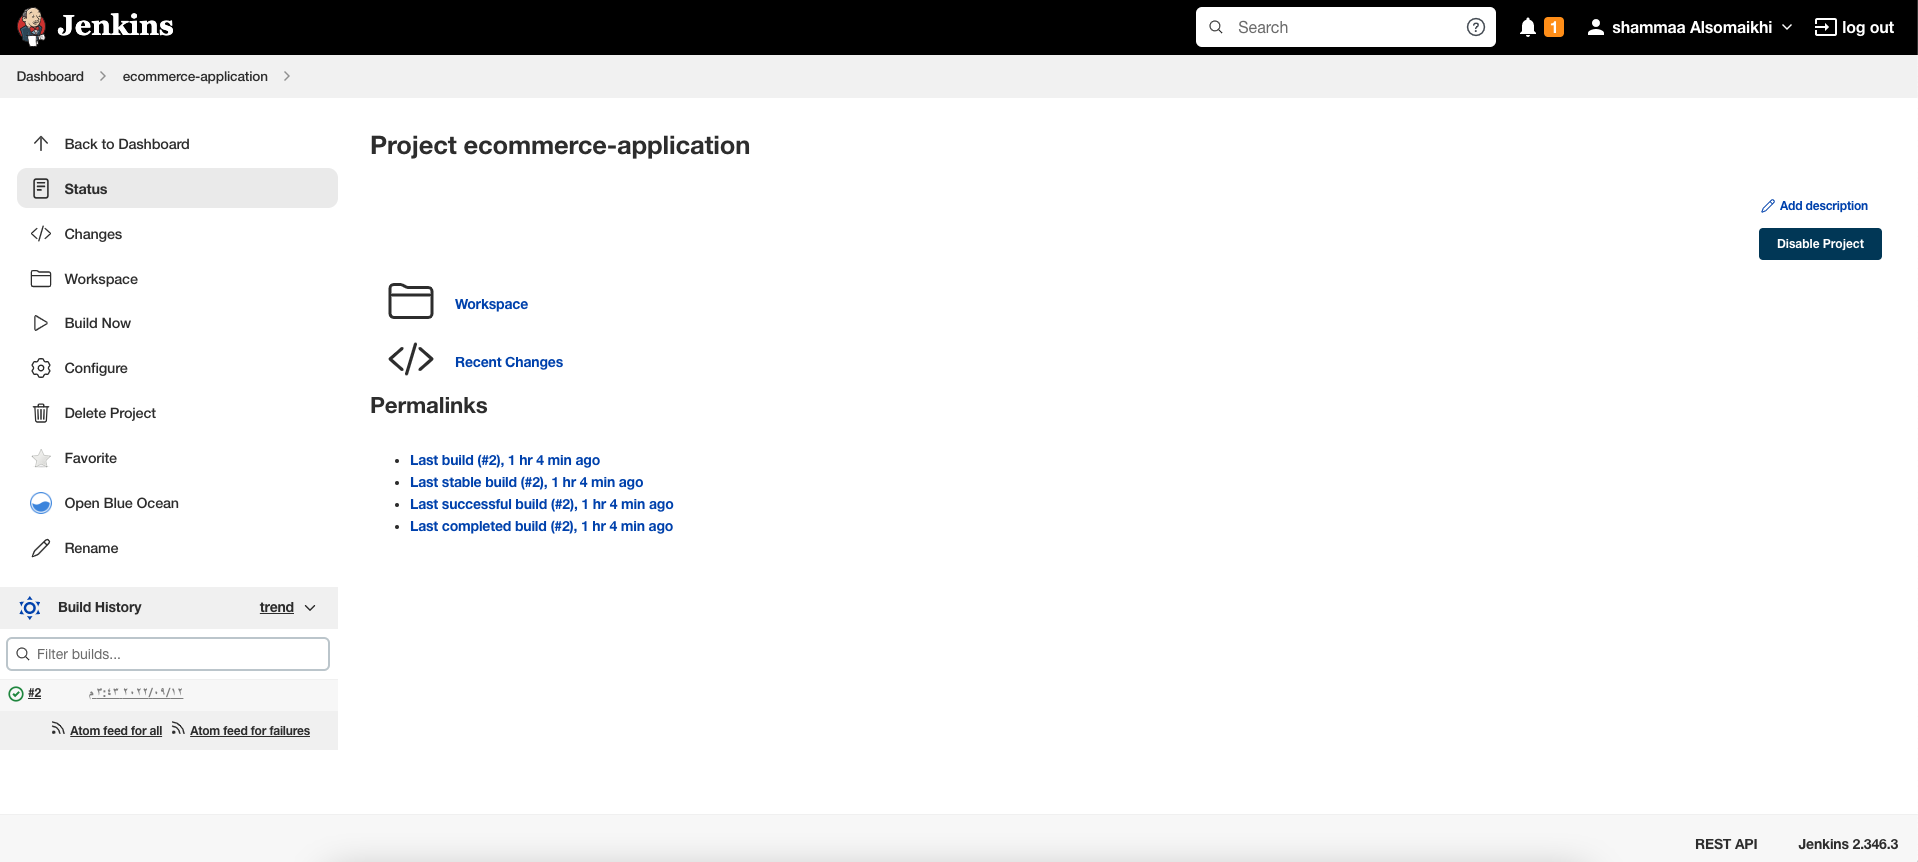 Jenkins
Search
1
shammaa Alsomaikhi
log out
Dashboard
ecommerce-application
Back to Dashboard
Status
Changes
Workspace
Build Now
Configure
Delete Project
Favorite
Open Blue Ocean
Rename
Build History
trend
Filter builds...
#2
١٢‏/٠٩‏/٢٠٢٢ ٣:٤٣ م
Atom feed for all
Atom feed for failures
Project ecommerce-application
Add description
Disable Project
Workspace
Recent Changes
Permalinks
Last build (#2), 1 hr 4 min ago
Last stable build (#2), 1 hr 4 min ago
Last successful build (#2), 1 hr 4 min ago
Last completed build (#2), 1 hr 4 min ago
REST API
Jenkins 2.346.3